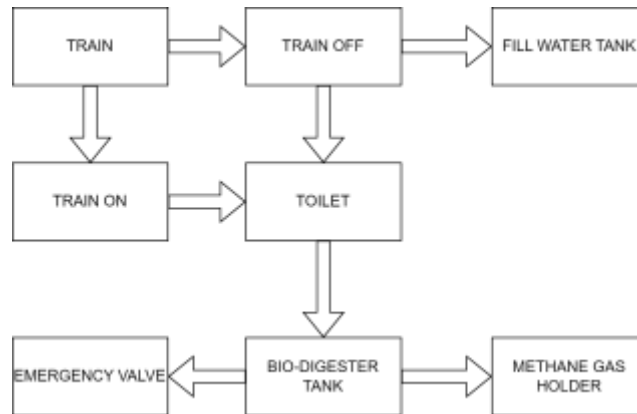 TRAIN
TRAIN OFF
FILL WATER TANK
TRAIN ON
TOILET
EMERGENCY VALVE
BIO-DIGESTER
TANK
METHANE GAS
HOLDER